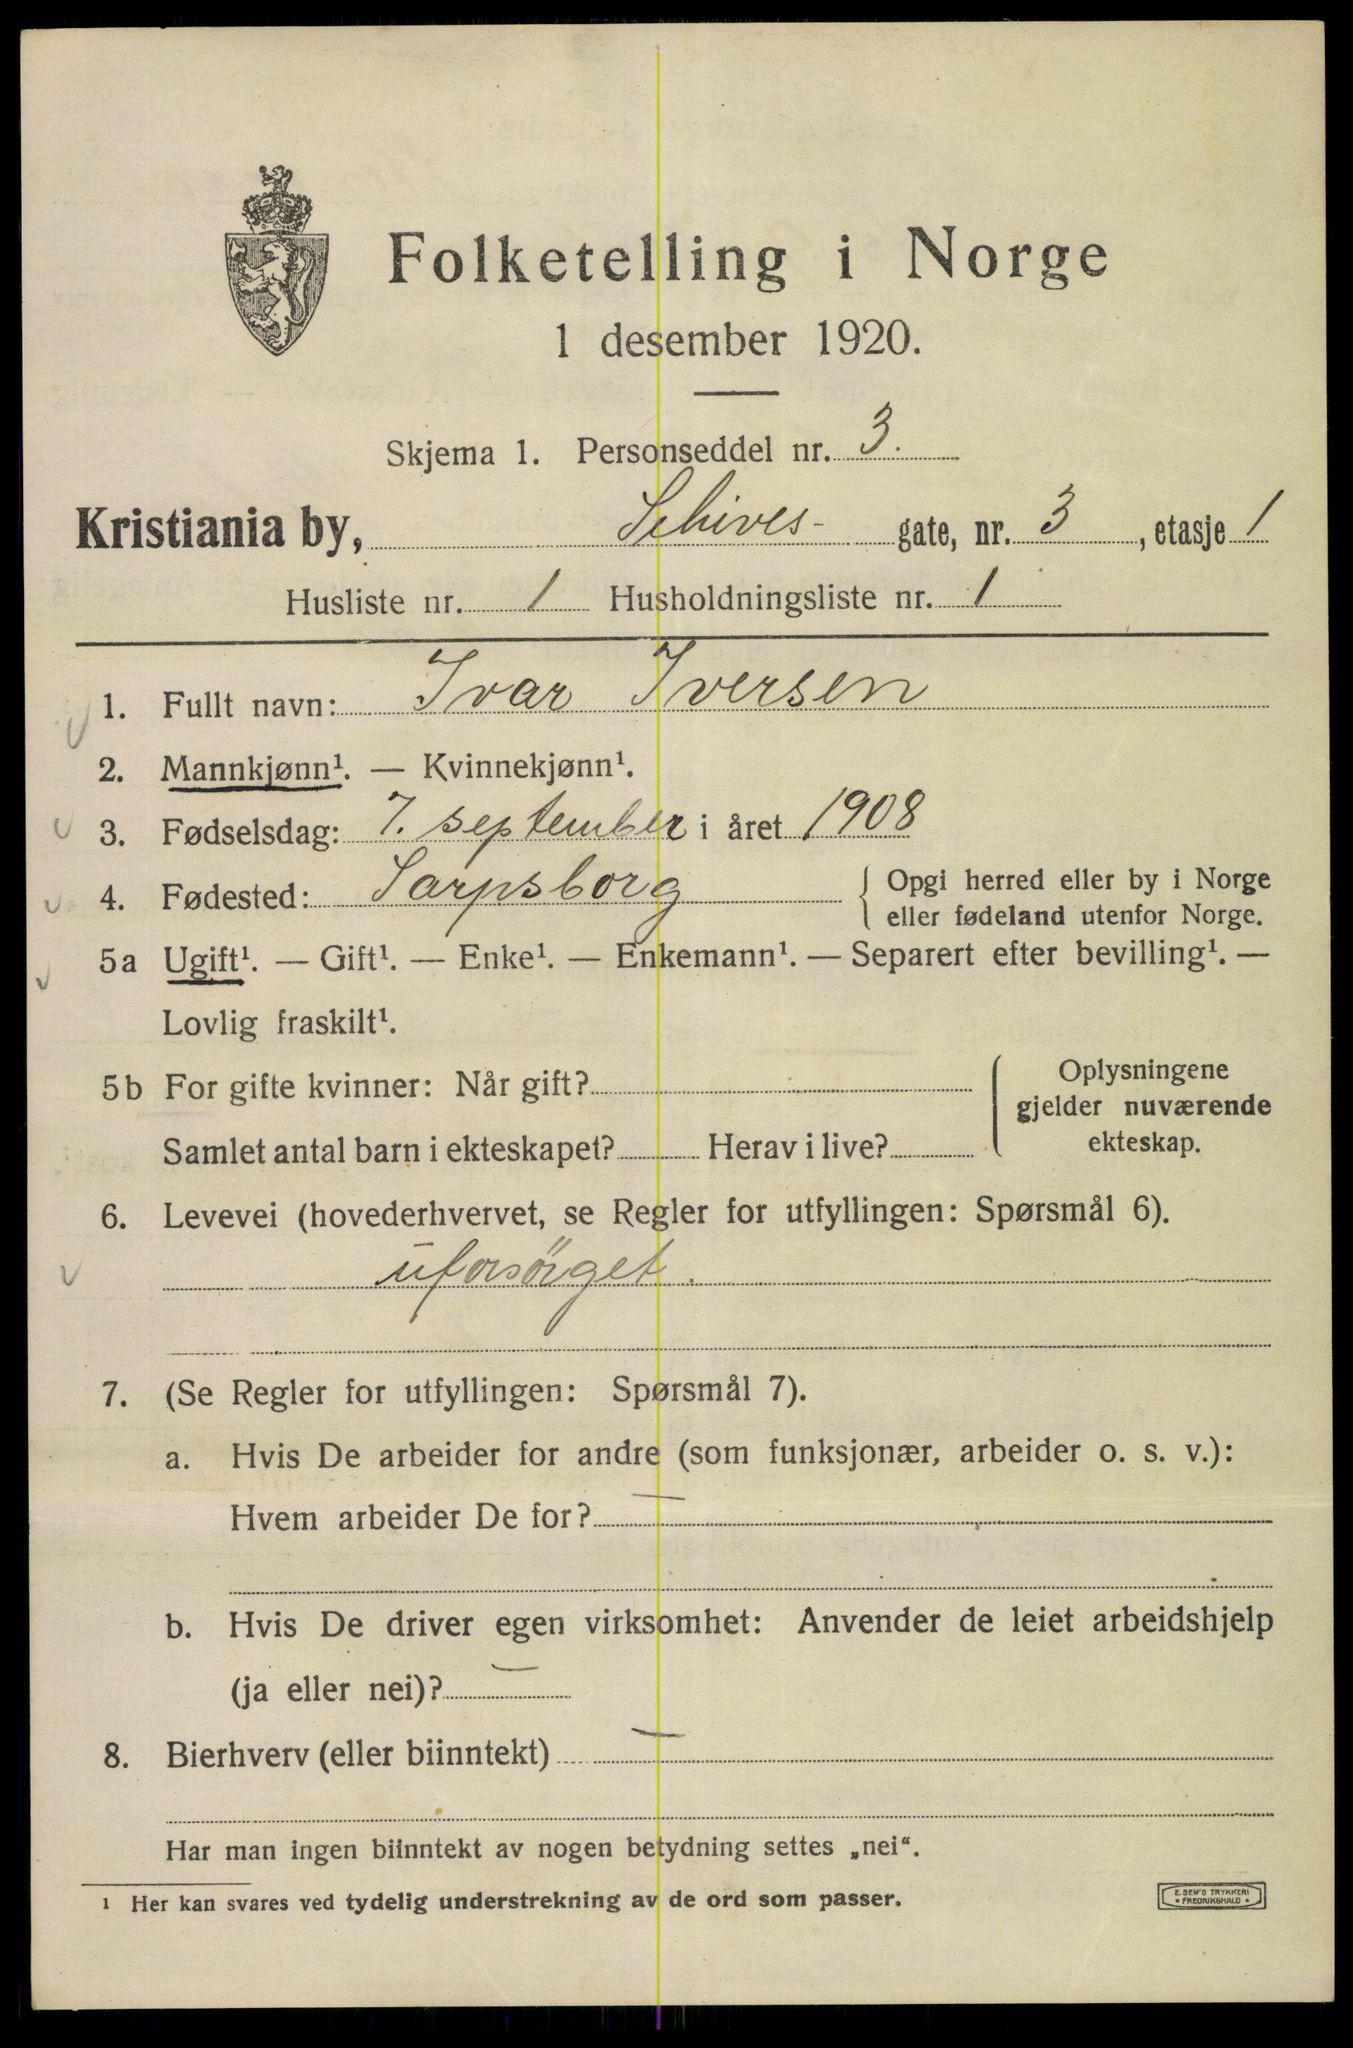 Folketelling i Norge
1 desember 1920.
Skjema 1. Personseddel nr. 3.
Kristiania by, Schives- gate, nr. 3, etasje 1
Husliste nr. 1 Husholdningsliste nr. 1
1. Fullt navn: Ivar Iversen
2. Mannkjønn¹. — Kvinnekjønn¹.
3. Fødselsdag: 7. september i året 1908
4. Fødested: Sarpsborg { Opgi herred eller by i Norge
eller fødeland utenfor Norge.
5a Ugift¹. — Gift¹. — Enke¹. — Enkemann¹. — Separert efter bevilling¹. —
Lovlig fraskilt¹.
5b For gifte kvinner: Når gift? { Oplysningene
gjelder nuværende
ekteskap.
Samlet antal barn i ekteskapet? Herav i live?
6. Levevei (hovederhvervet, se Regler for utfyllingen: Spørsmål 6).
uforsörget.
7. (Se Regler for utfyllingen: Spørsmål 7).
a. Hvis De arbeider for andre (som funksjonær, arbeider o. s. v.):
Hvem arbeider De for? —
b. Hvis De driver egen virksomhet: Anvender de leiet arbeidshjelp
(ja eller nei)? —
8. Bierhverv (eller biinntekt) —
Har man ingen biinntekt av nogen betydning settes „nei“.
1 Her kan svares ved tydelig understrekning av de ord som passer.
E. SEM'S TRYKKERI
• FREDRIKSHALD •